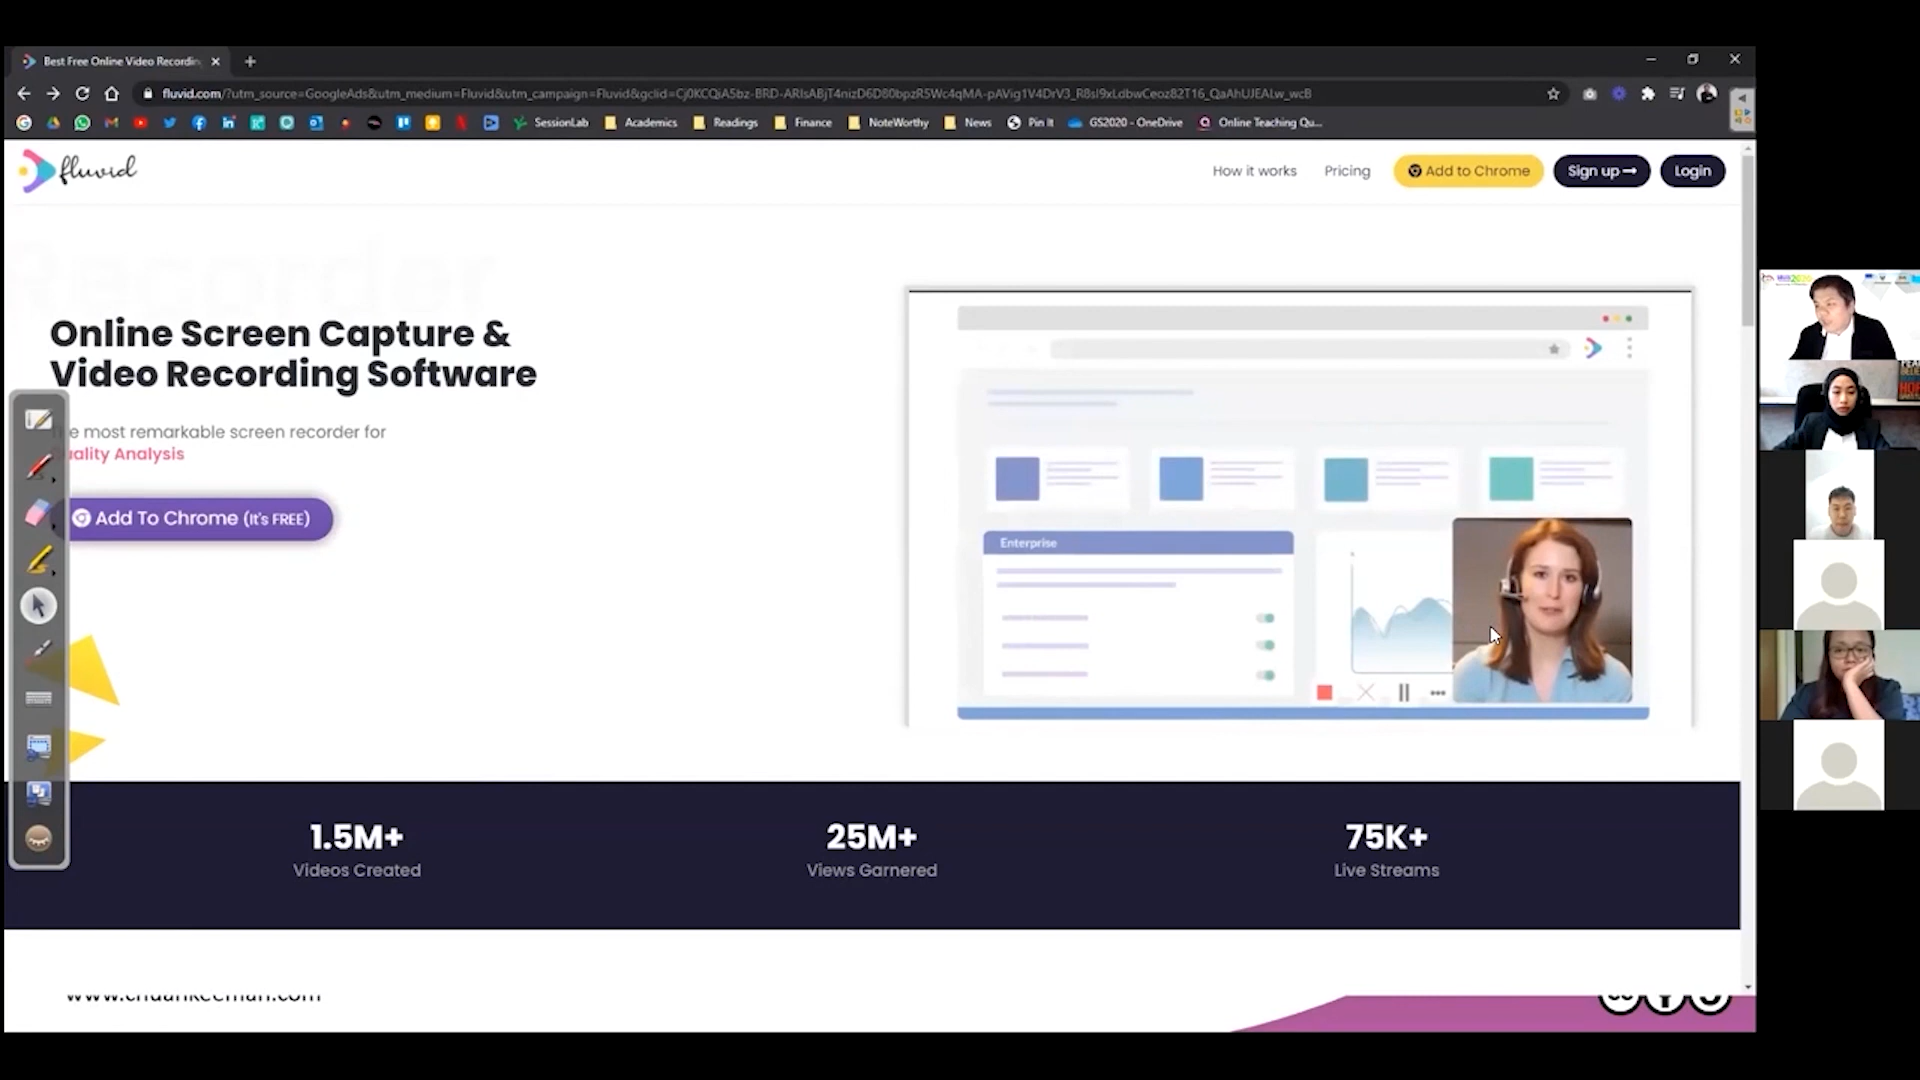 Best Free Online Video Recordin
fluvid.com/?utm_source=GoogleAds&utm_medium=Fluvid&utm_campaign=Fluvid&gclid=Cj0KCQiA5bz-BRD-ARIsABjT4nizD6D80bpzR5Wc4qMA-pAVig1V4DrV3_R8sI9xLdbwCeoz82T16_QaAhUJEALw_wcB
SessionLab Academics Readings Finance NoteWorthy News Pin It GS2020 - OneDrive Online Teaching Qu...
fluvid
How it works Pricing Add to Chrome Sign up Login
Recorder
Online Screen Capture &
Video Recording Software
e most remarkable screen recorder for
uality Analysis
Add To Chrome (It's FREE)
Enterprise
1.5M+ 25M+ 75K+
Videos Created Views Garnered Live Streams